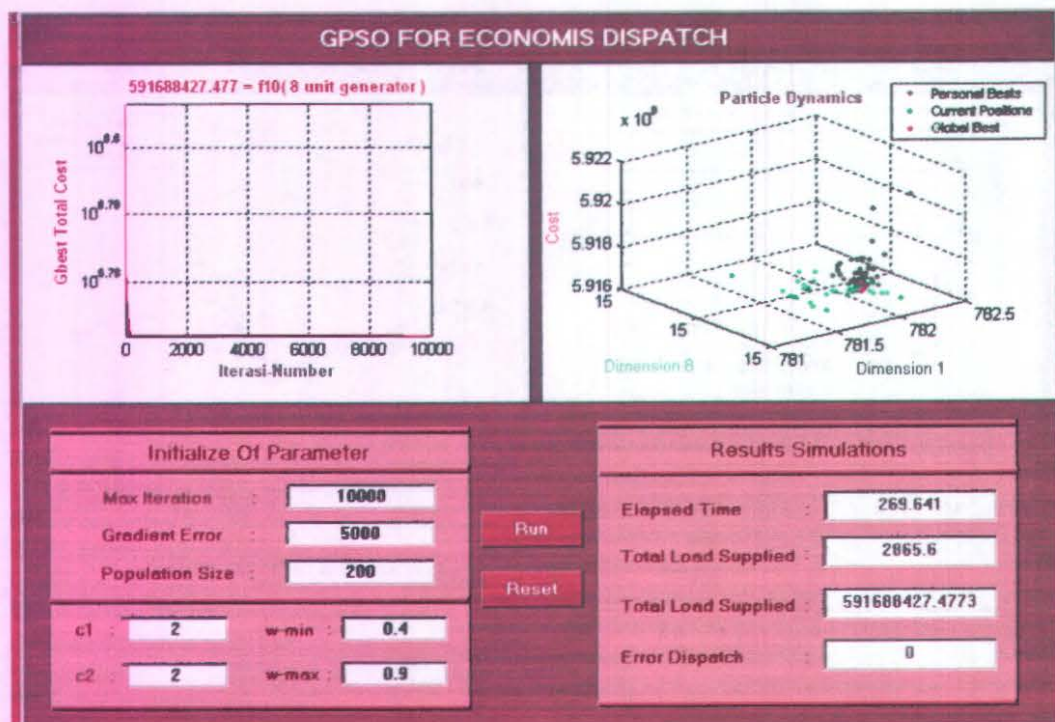 GPSO FOR ECONOMIS DISPATCH
591688427.477 = f10( 8 unit generator )
Gbest Total Cost
0 2000 4000 6000 8000 10000
Iterasi-Number
Particle Dynamics
Personal Bests
Current Positions
Global Best
5.922
5.92
5.918
5.916
Cost
15 15 15
781 781.5 782 782.5
Dimension 8
Dimension 1
Initialize Of Parameter
Max Iteration : 10000
Gradient Error : 5000
Population Size : 200
c1 : 2 w-min : 0.4
c2 : 2 w-max : 0.9
Run
Reset
Results Simulations
Elapsed Time : 269.641
Total Load Supplied : 2865.6
Total Load Supplied : 591688427.4773
Error Dispatch : 0